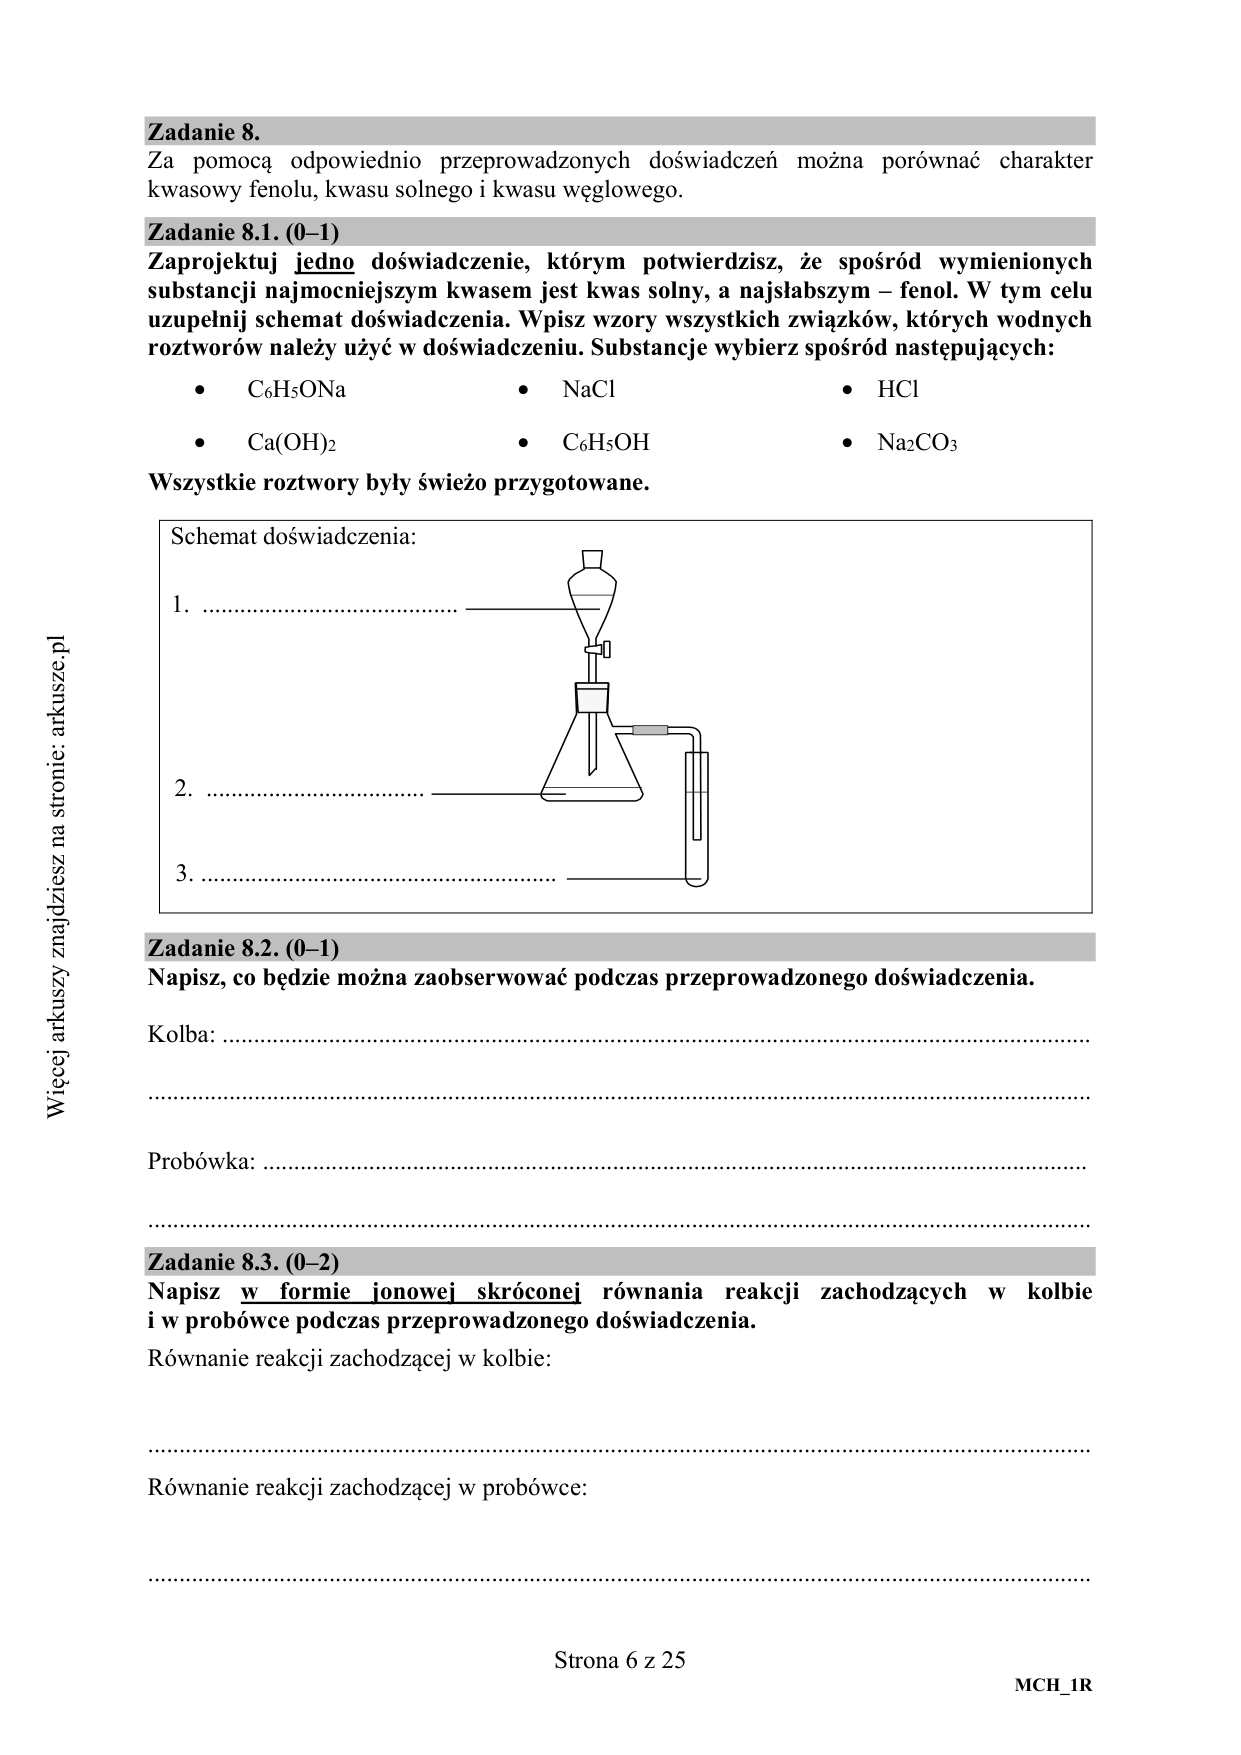 Zadanie 8.
Za pomocą odpowiednio przeprowadzonych doświadczeń można porównać charakter
kwasowy fenolu, kwasu solnego i kwasu węglowego.
Zadanie 8.1. (0–1)
Zaprojektuj jedno doświadczenie, którym potwierdzisz, że spośród wymienionych
substancji najmocniejszym kwasem jest kwas solny, a najsłabszym – fenol. W tym celu
uzupełnij schemat doświadczenia. Wpisz wzory wszystkich związków, których wodnych
roztworów należy użyć w doświadczeniu. Substancje wybierz spośród następujących:
• C6H5ONa • NaCl • HCl
• Ca(OH)2 • C6H5OH • Na2CO3
Wszystkie roztwory były świeżo przygotowane.
Schemat doświadczenia:
1. .........................................
2. ...................................
3. .........................................................
Zadanie 8.2. (0–1)
Napisz, co będzie można zaobserwować podczas przeprowadzonego doświadczenia.
Kolba: ...........................................................................................................................................
.......................................................................................................................................................
Probówka: ....................................................................................................................................
.......................................................................................................................................................
Zadanie 8.3. (0–2)
Napisz w formie jonowej skróconej równania reakcji zachodzących w kolbie
i w probówce podczas przeprowadzonego doświadczenia.
Równanie reakcji zachodzącej w kolbie:
.......................................................................................................................................................
Równanie reakcji zachodzącej w probówce:
.......................................................................................................................................................
Strona 6 z 25
MCH_1R
Więcej arkuszy znajdziesz na stronie: arkusze.pl